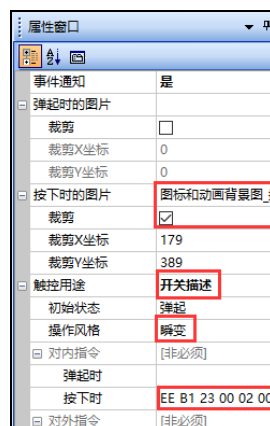 属性窗口
事件通知 是
弹起时的图片
裁剪
裁剪X坐标 0
裁剪Y坐标 0
按下时的图片 图标和动画背景图_
裁剪
裁剪X坐标 179
裁剪Y坐标 389
触控用途 开关描述
初始状态 弹起
操作风格 瞬变
对内指令 [非必须]
弹起时
按下时 EE B1 23 00 02 00
对外指令 [非必须]